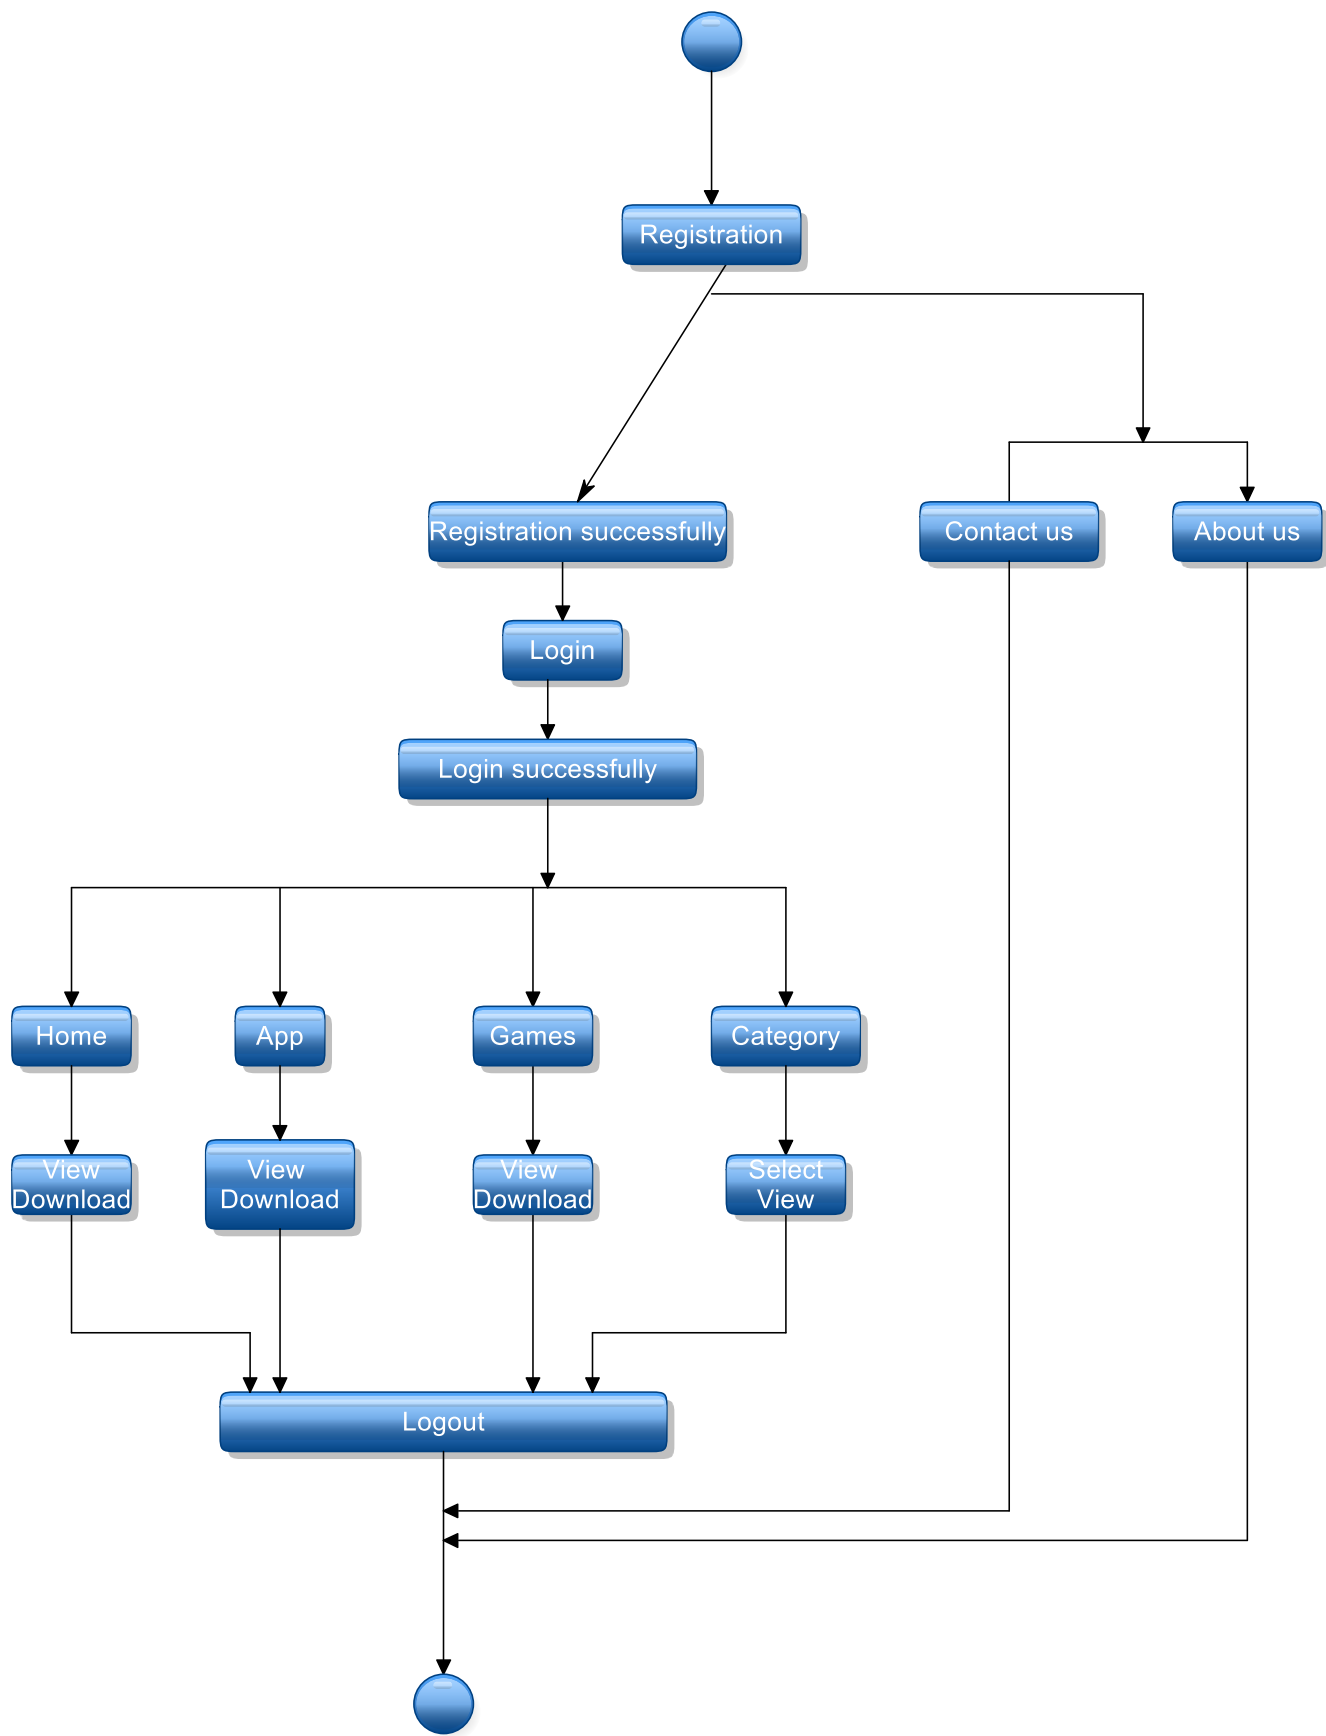 Registration
Registration successfully
Contact us
About us
Login
Login successfully
Home
App
Games
Category
View
Download
View
Download
View
Download
Select
View
Logout